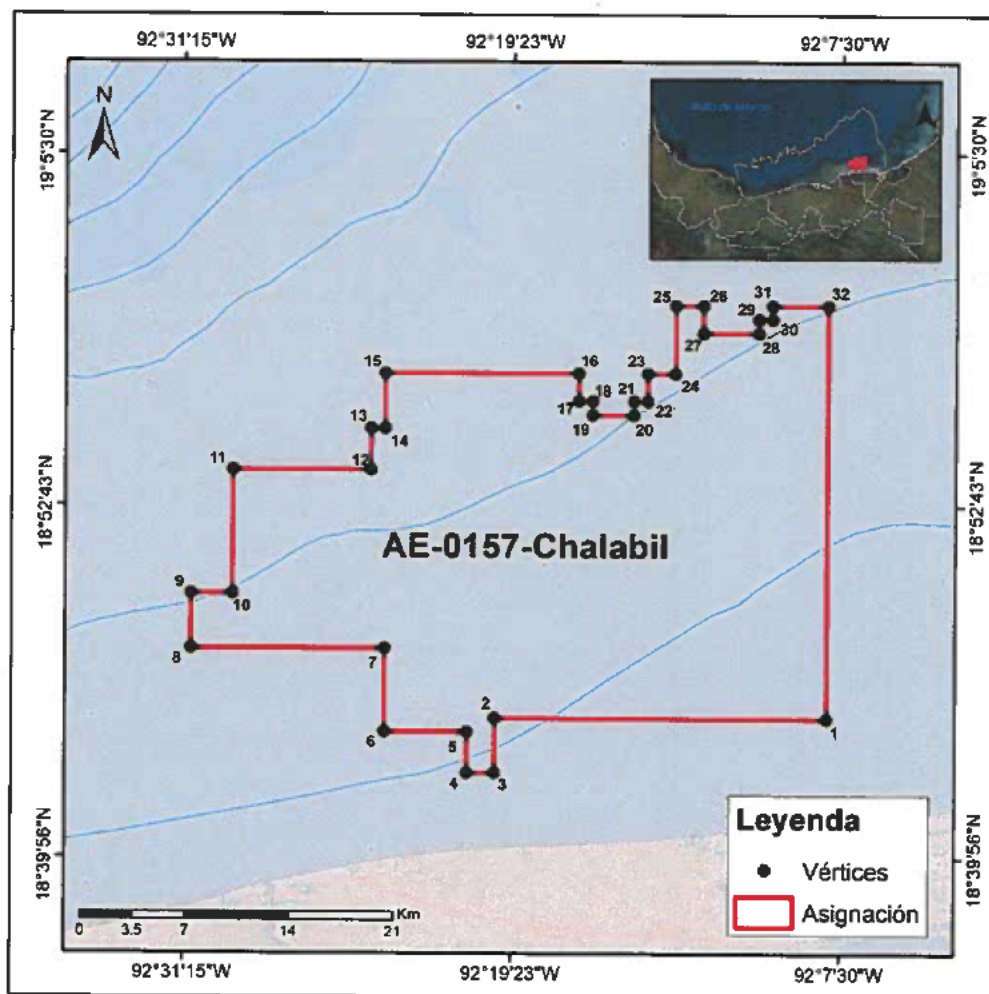 92°31'15"W
92°19'23"W
92°7'30"W
N
19°5'30"N
19°5'30"N
25
26
31
32
29
30
27
28
15
16
23
24
18
21
17
22
13
14
19
20
11
12
18°52'43"N
18°52'43"N
AE-0157-Chalabil
9
10
8
7
2
1
6
5
4
3
Leyenda
Vértices
Asignación
18°39'56"N
18°39'56"N
Km
0
3.5
7
14
21
92°31'15"W
92°19'23"W
92°7'30"W